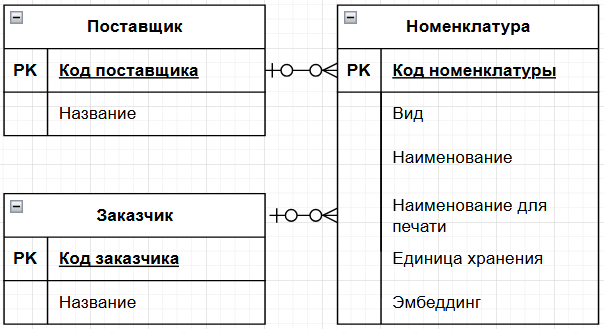 Поставщик
PK Код поставщика
Название
Заказчик
PK Код заказчика
Название
Номенклатура
PK Код номенклатуры
Вид
Наименование
Наименование для
печати
Единица хранения
Эмбеддинг